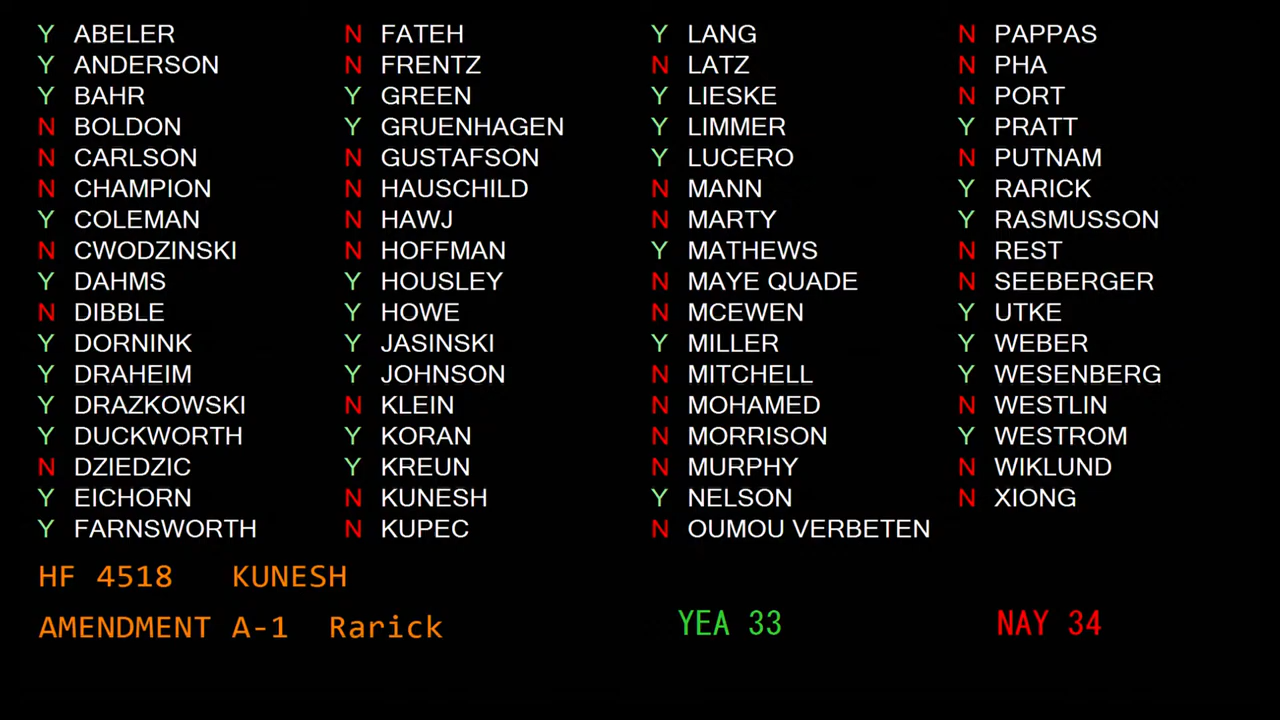 Y ABELER N FATEH Y LANG N PAPPAS
Y ANDERSON N FRENTZ N LATZ N PHA
Y BAHR Y GREEN Y LIESKE N PORT
N BOLDON Y GRUENHAGEN Y LIMMER Y PRATT
N CARLSON N GUSTAFSON Y LUCERO N PUTNAM
N CHAMPION N HAUSCHILD N MANN Y RARICK
Y COLEMAN N HAWJ N MARTY Y RASMUSSON
N CWODZINSKI N HOFFMAN Y MATHEWS N REST
Y DAHMS Y HOUSLEY N MAYE QUADE N SEEBERGER
N DIBBLE Y HOWE N MCEWEN Y UTKE
Y DORNINK Y JASINSKI Y MILLER Y WEBER
Y DRAHEIM Y JOHNSON N MITCHELL Y WESENBERG
Y DRAZKOWSKI N KLEIN N MOHAMED N WESTLIN
Y DUCKWORTH Y KORAN N MORRISON Y WESTROM
N DZIEDZIC Y KREUN N MURPHY N WIKLUND
Y EICHORN N KUNESH Y NELSON N XIONG
Y FARNSWORTH N KUPEC N OUMOU VERBETEN
HF 4518 KUNESH
AMENDMENT A-1 Rarick YEA 33 NAY 34